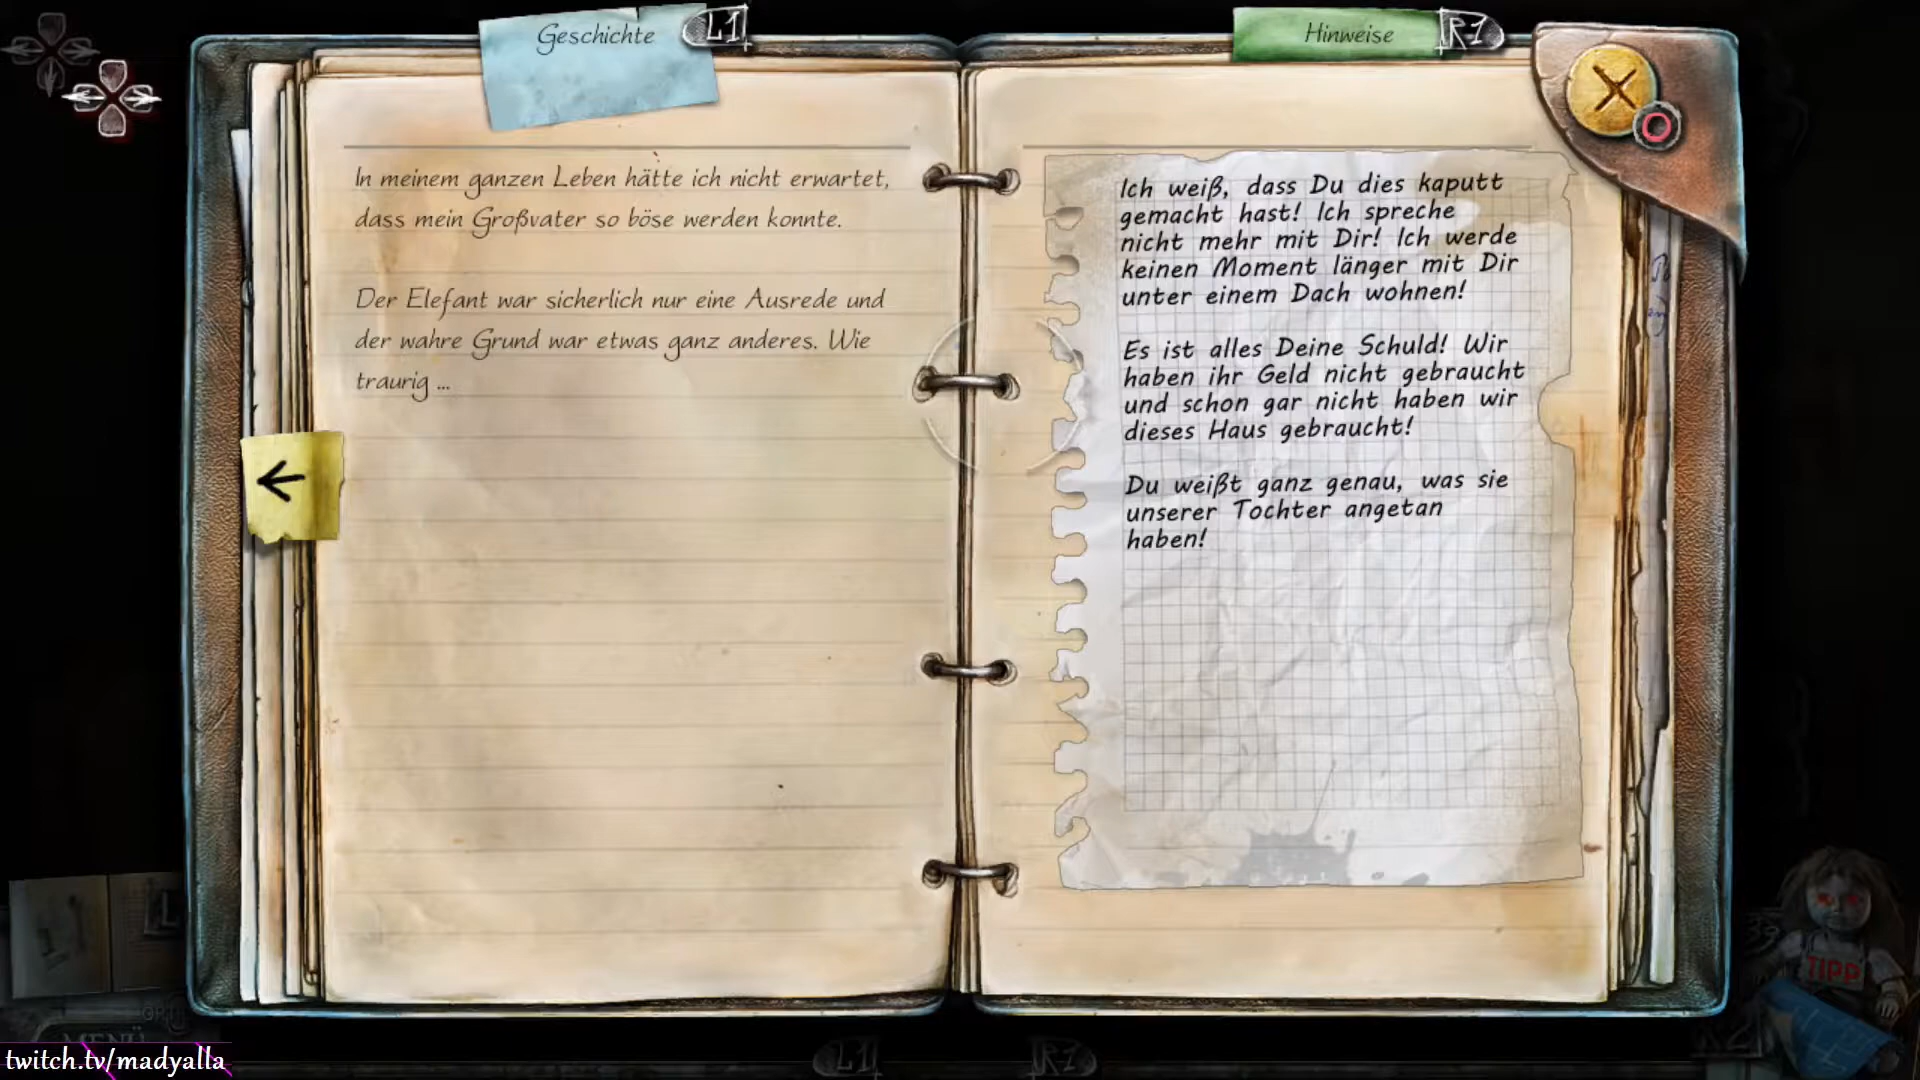 Geschichte
L1
Hinweise
R1
In meinem ganzen Leben hätte ich nicht erwartet,
dass mein Großvater so böse werden konnte.
Der Elefant war sicherlich nur eine Ausrede und
der wahre Grund war etwas ganz anderes. Wie
traurig ...
Ich weiß, dass Du dies kaputt
gemacht hast! Ich spreche
nicht mehr mit Dir! Ich werde
keinen Moment länger mit Dir
unter einem Dach wohnen!
Es ist alles Deine Schuld! Wir
haben ihr Geld nicht gebraucht
und schon gar nicht haben wir
dieses Haus gebraucht!
Du weißt ganz genau, was sie
unserer Tochter angetan
haben!
TIPP
MENÜ
L1
R1
R2
twitch.tv/madyalla